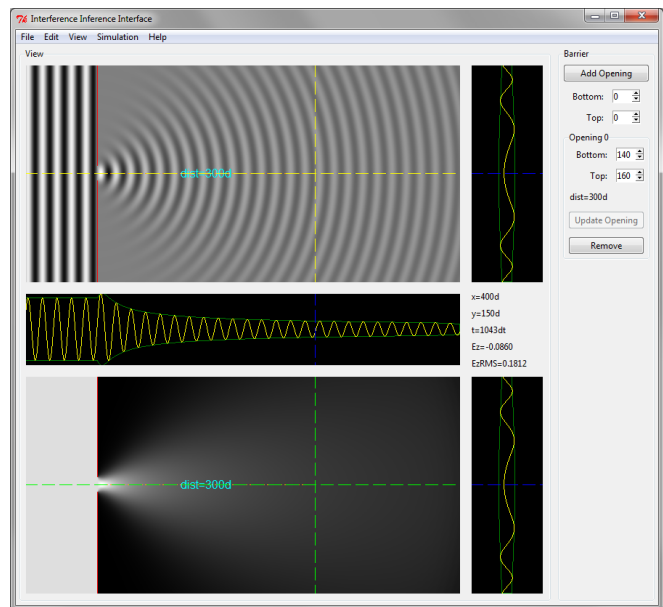 Interference Inference Interface
File Edit View Simulation Help
View
dist=300d
x=400d
y=150d
t=1043dt
Ez=-0.0860
EzRMS=0.1812
dist=300d
Barrier
Add Opening
Bottom: 0
Top: 0
Opening 0
Bottom: 140
Top: 160
dist=300d
Update Opening
Remove